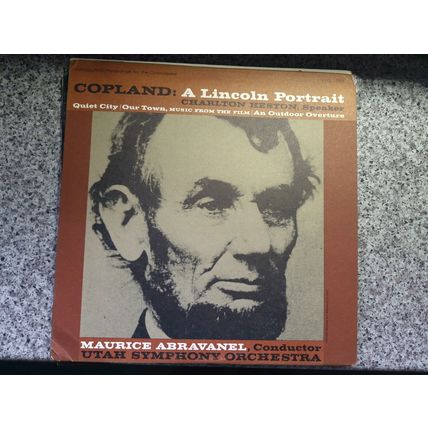 COPLAND: A Lincoln Portrait
CHARLTON HESTON, Speaker
Quiet City/Our Town, MUSIC FROM THE FILM/An Outdoor Overture
MAURICE ABRAVANEL, Conductor
UTAH SYMPHONY ORCHESTRA